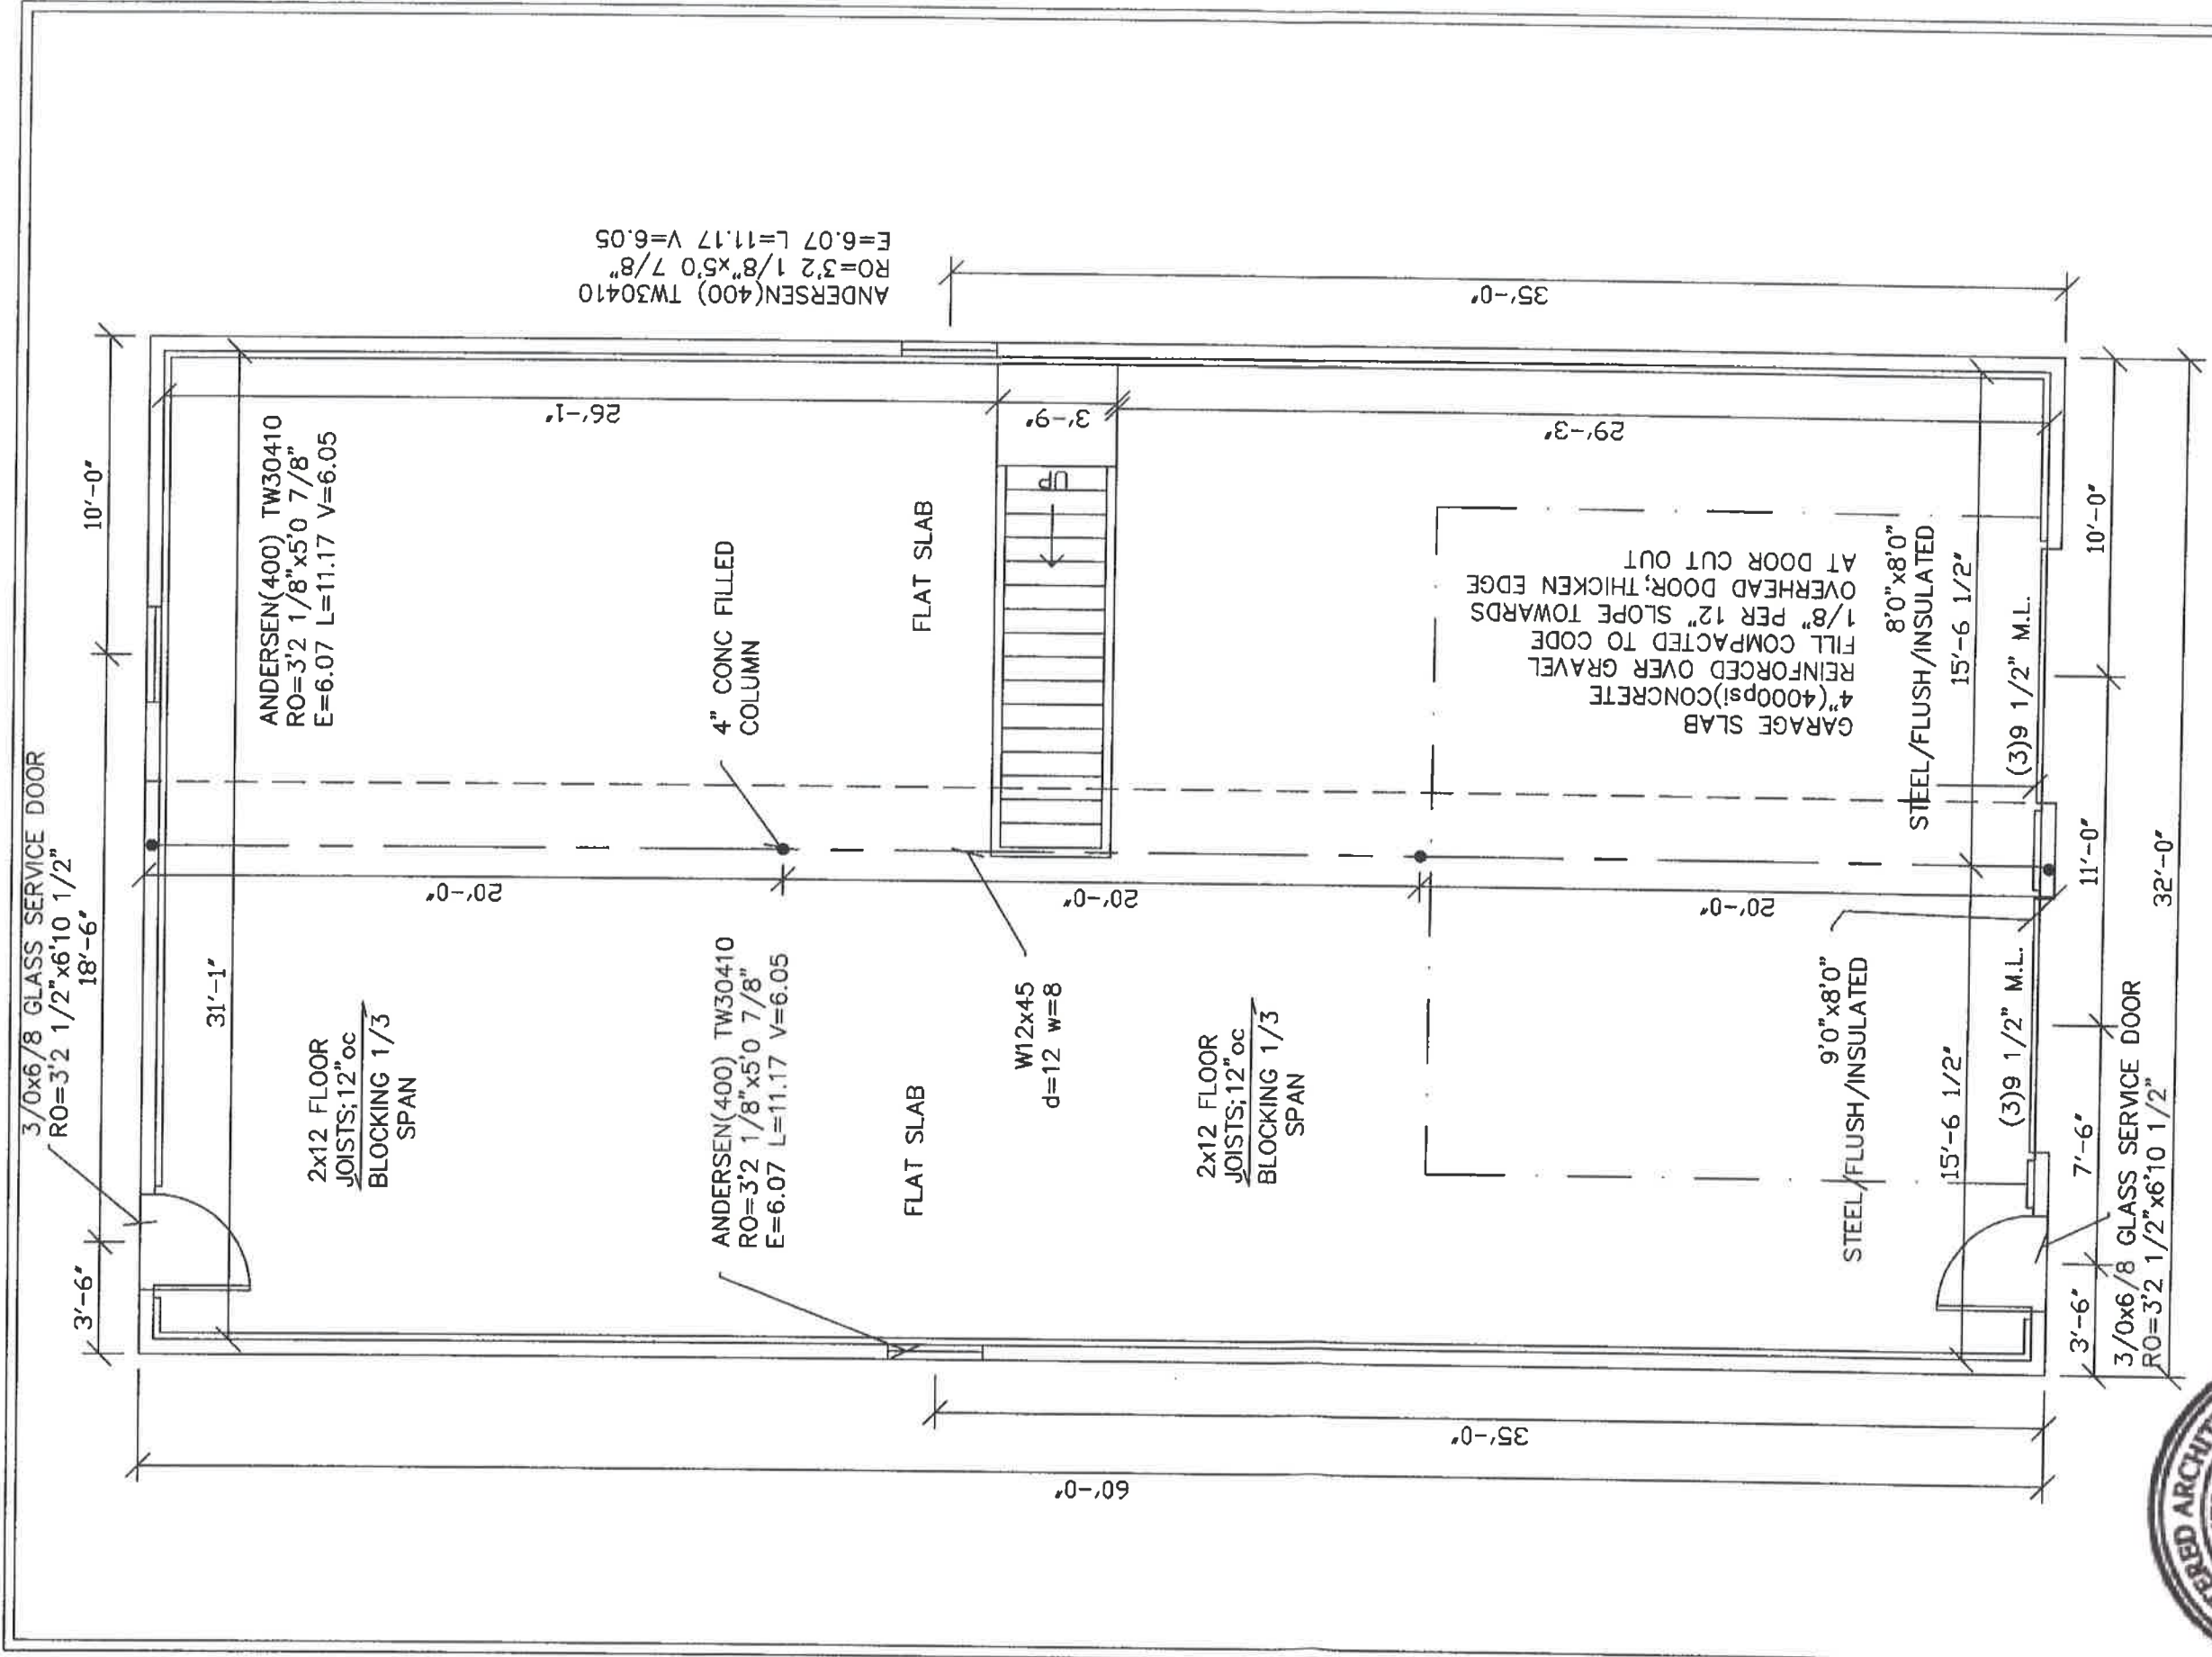 3/0x6/8 GLASS SERVICE DOOR
RO=3'2 1/2"x6'10 1/2"
3'-6"
18'-6"
10'-0"
31'-1"
26'-1"
ANDERSEN(400) TW30410
RO=3'2 1/8"x5'0 7/8"
E=6.07 L=11.17 V=6.05
ANDERSEN(400) TW30410
RO=3'2 1/8"x5'0 7/8"
E=6.07 L=11.17 V=6.05
2x12 FLOOR
JOISTS;12"oc
BLOCKING 1/3
SPAN
20'-0"
4" CONC FILLED
COLUMN
FLAT SLAB
3'-9"
UP
35'-0"
ANDERSEN(400) TW30410
RO=3'2 1/8"x5'0 7/8"
E=6.07 L=11.17 V=6.05
FLAT SLAB
W12x45
d=12 w=8
20'-0"
2x12 FLOOR
JOISTS;12"oc
BLOCKING 1/3
SPAN
29'-3"
GARAGE SLAB
4"(4000psi)CONCRETE
REINFORCED OVER GRAVEL
FILL COMPACTED TO CODE
1/8" PER 12" SLOPE TOWARDS
OVERHEAD DOOR;THICKEN EDGE
AT DOOR CUT OUT
20'-0"
9'0"x8'0"
STEEL/FLUSH/INSULATED
8'0"x8'0"
STEEL/FLUSH/INSULATED
15'-6 1/2"
15'-6 1/2"
(3)9 1/2" M.L.
(3)9 1/2" M.L.
3'-6"
7'-6"
11'-0"
10'-0"
3/0x6/8 GLASS SERVICE DOOR
RO=3'2 1/2"x6'10 1/2"
32'-0"
35'-0"
60'-0"